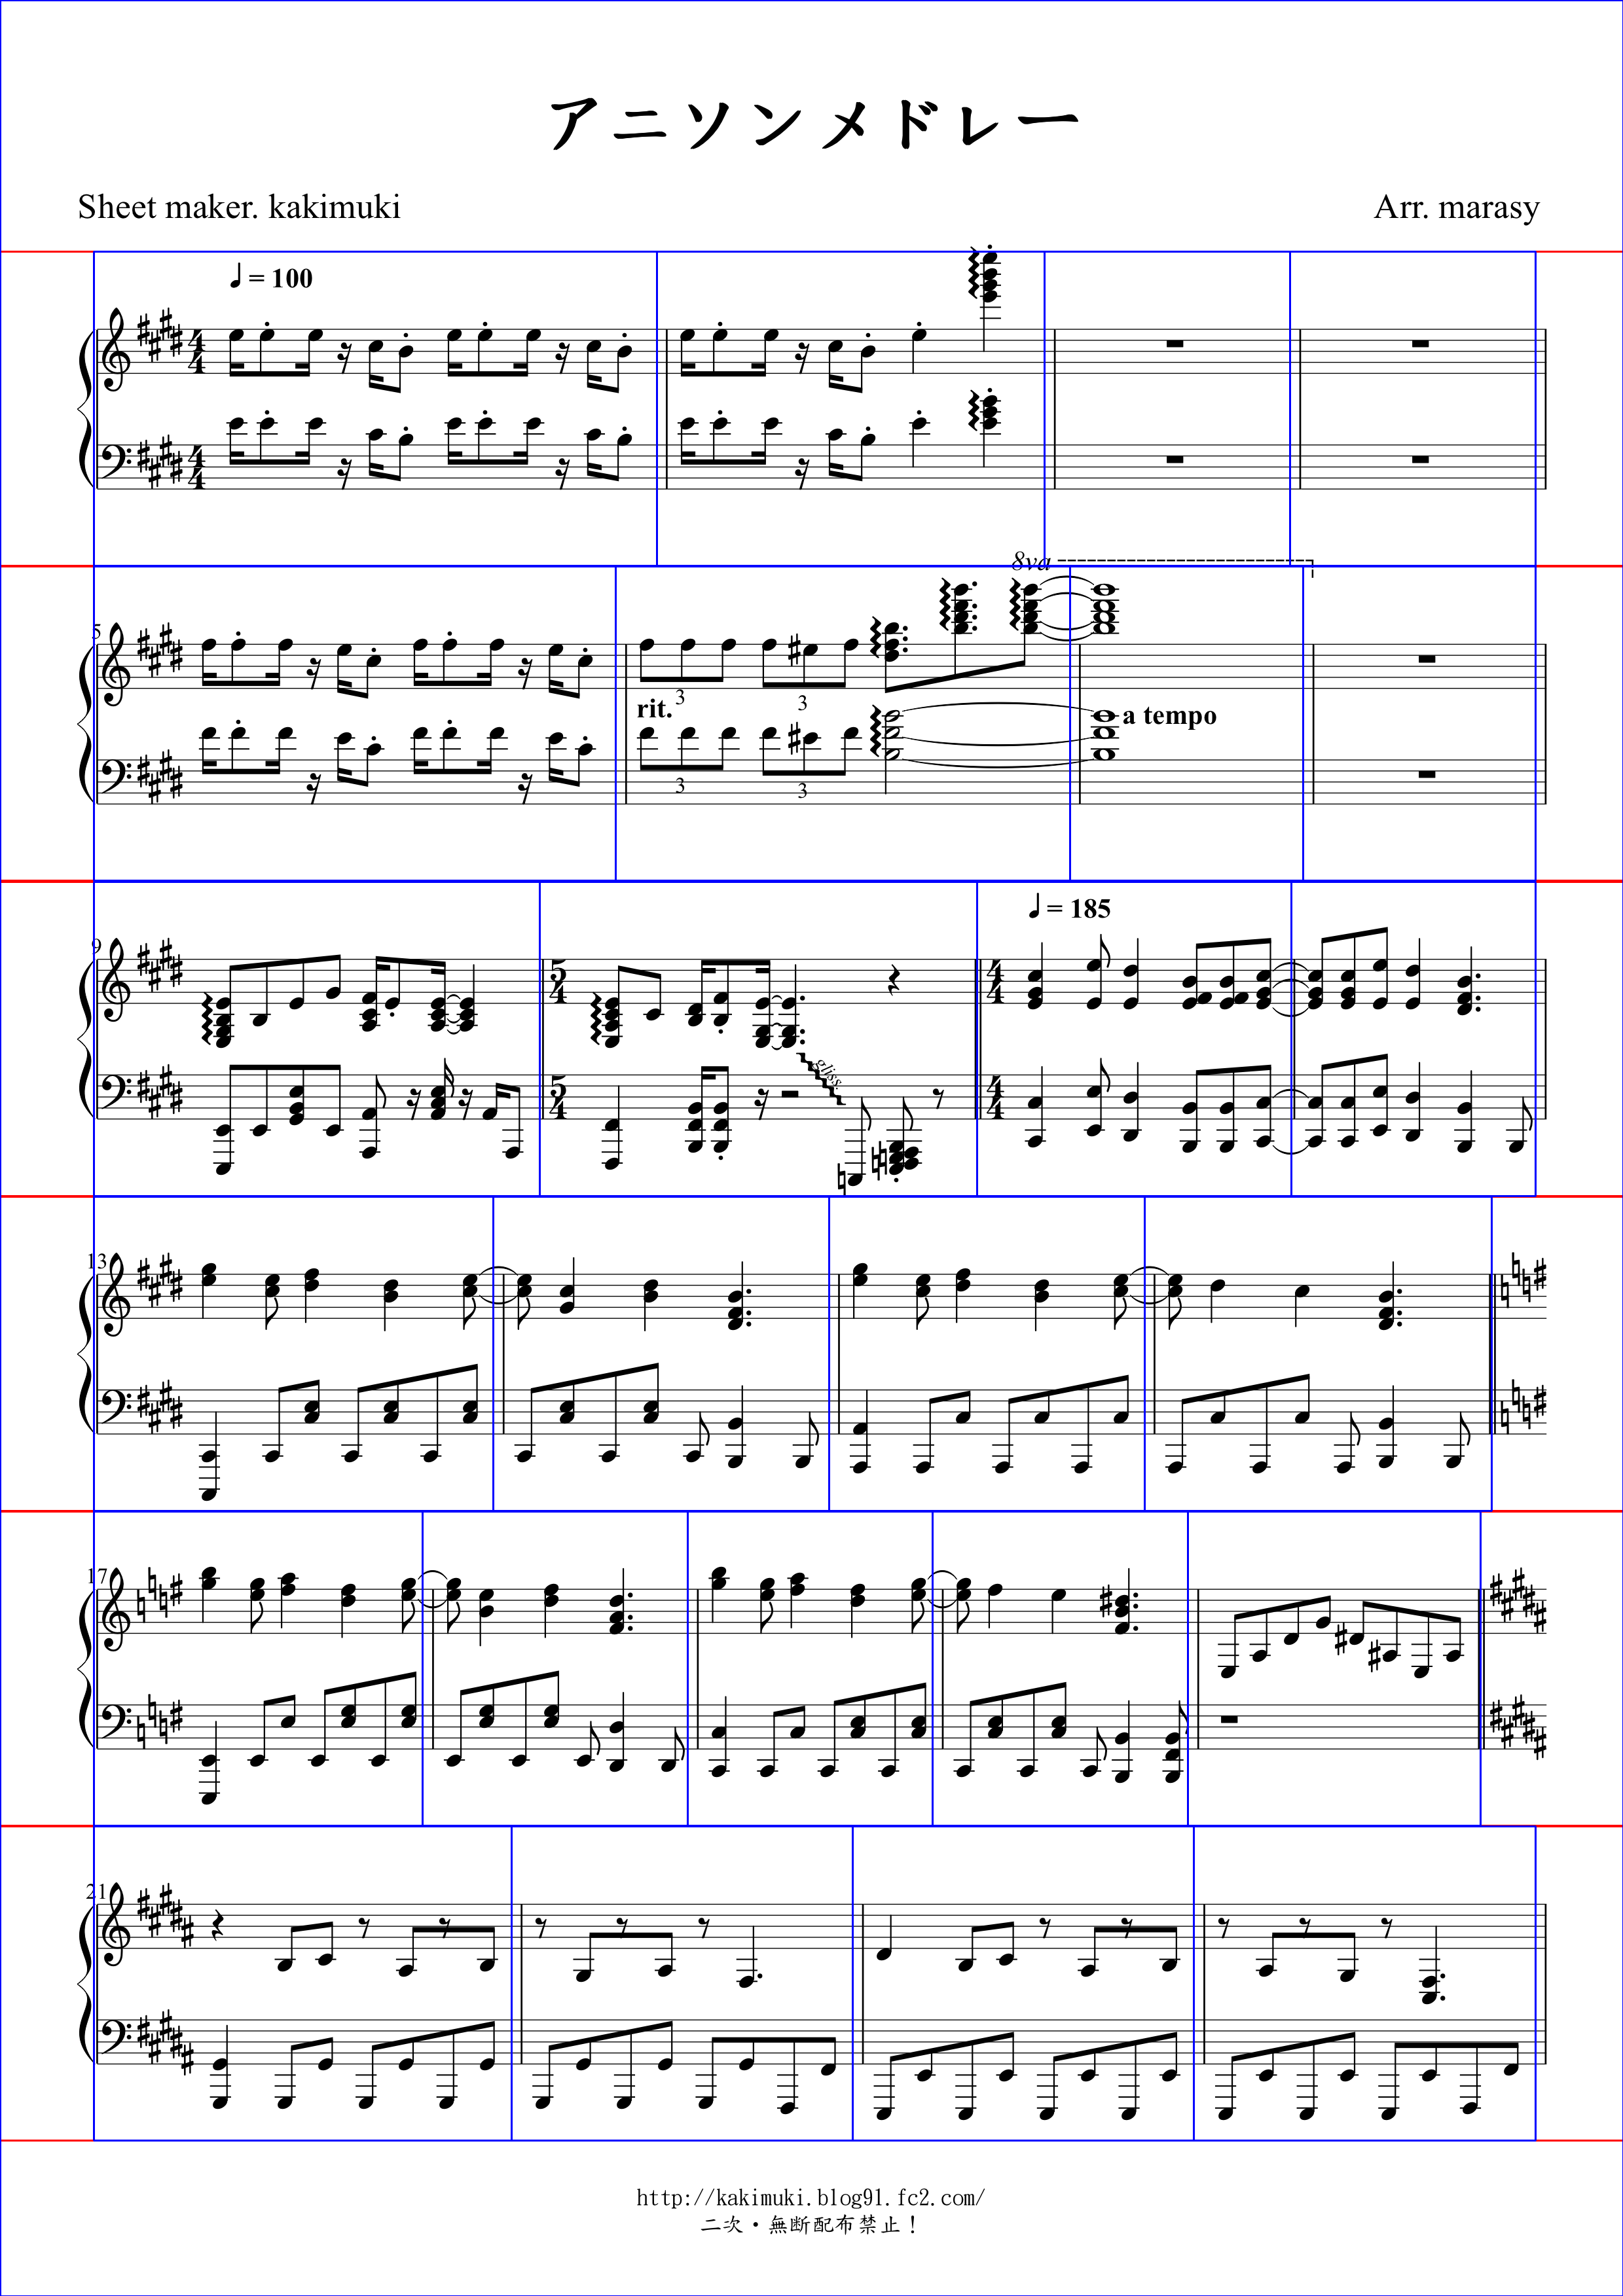 アニソンメドレー
Sheet maker. kakimuki
Arr. marasy
= 100
8va
5
3
3
rit.
a tempo
3
3
9
= 185
gliss.
13
17
21
http://kakimuki.blog91.fc2.com/
二次・無断配布禁止！